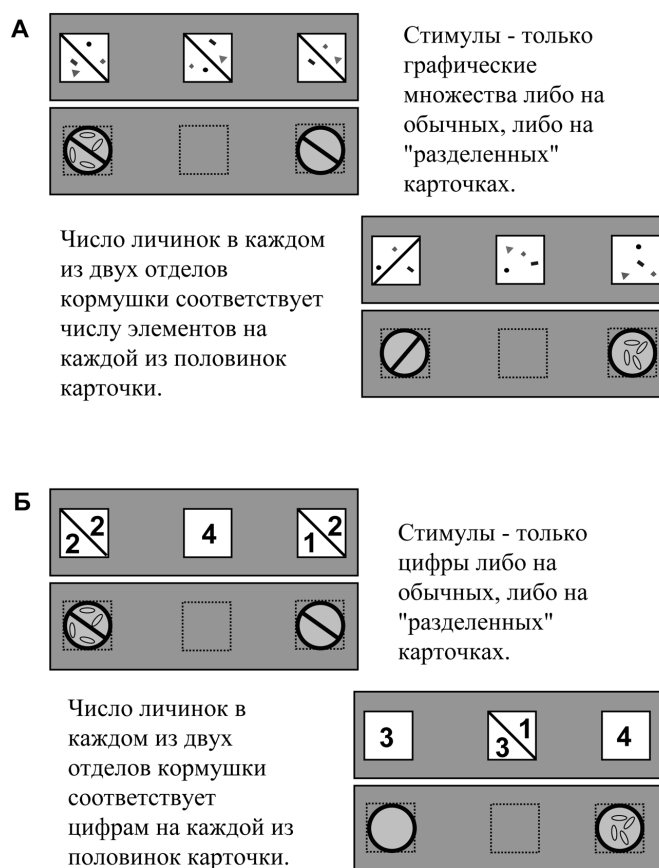 А
Стимулы - только
графические
множества либо на
обычных, либо на
"разделенных"
карточках.
Число личинок в каждом
из двух отделов
кормушки соответствует
числу элементов на
каждой из половинок
карточки.
Б
2 2 4 1 2
Стимулы - только
цифры либо на
обычных, либо на
"разделенных"
карточках.
Число личинок в
каждом из двух
отделов кормушки
соответствует
цифрам на каждой из
половинок карточки.
3 3 1 4